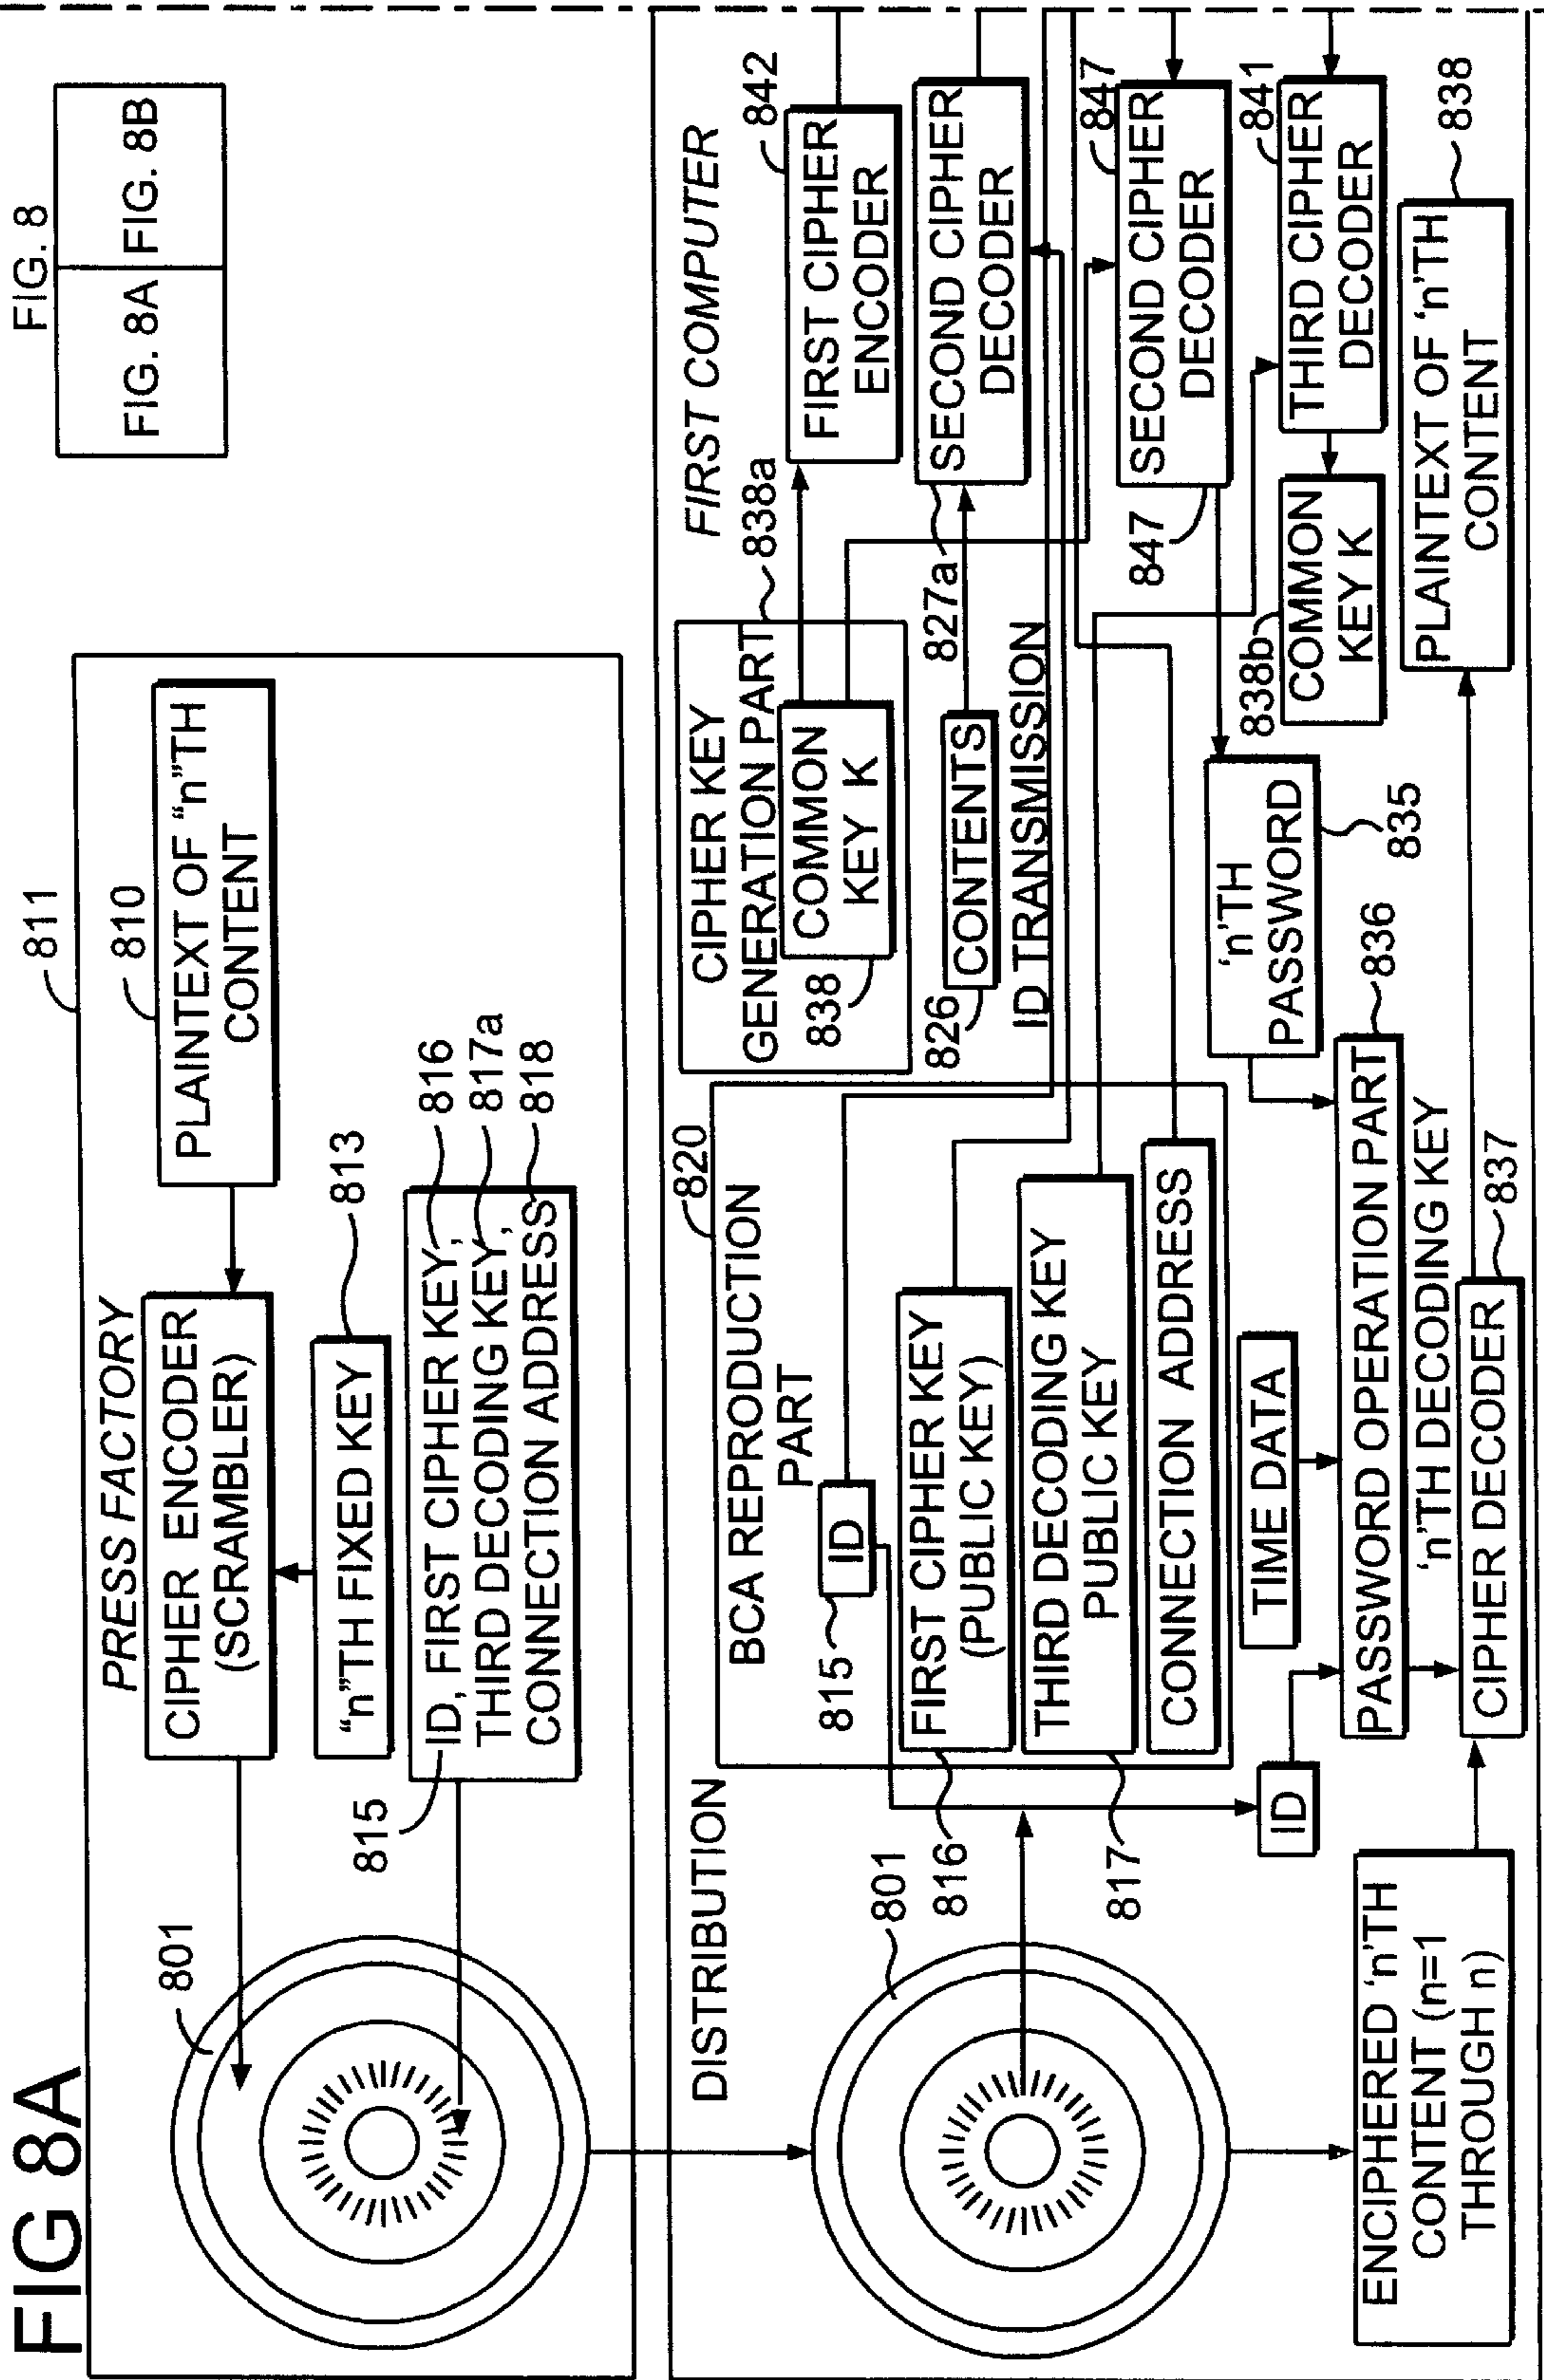 FIG 8A
FIG. 8
FIG. 8A
FIG. 8B
811
PRESS FACTORY
801
CIPHER ENCODER
(SCRAMBLER)
810
PLAINTEXT OF "n"TH
CONTENT
"n"TH FIXED KEY
813
815
ID, FIRST CIPHER KEY,
THIRD DECODING KEY,
CONNECTION ADDRESS
816
817a
818
DISTRIBUTION
FIRST COMPUTER
801
820
BCA REPRODUCTION
PART
815
ID
FIRST CIPHER KEY
(PUBLIC KEY)
816
THIRD DECODING KEY
PUBLIC KEY
817
CONNECTION ADDRESS
CIPHER KEY
GENERATION PART
838a
COMMON
KEY K
838
FIRST CIPHER
ENCODER
842
826
CONTENTS
827a
SECOND CIPHER
DECODER
ID TRANSMISSION
SECOND CIPHER
DECODER
847
847
THIRD CIPHER
DECODER
841
838b
COMMON
KEY K
'n'TH
PASSWORD
835
ID
TIME DATA
PASSWORD OPERATION PART
836
'n'TH DECODING KEY
ENCIPHERED 'n'TH
CONTENT (n=1
THROUGH n)
CIPHER DECODER
837
PLAINTEXT OF 'n'TH
CONTENT
838